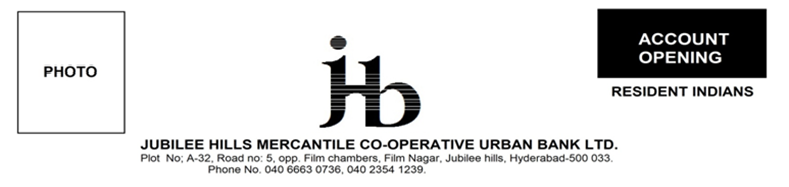 PHOTO
jhb
ACCOUNT
OPENING
RESIDENT INDIANS
JUBILEE HILLS MERCANTILE CO-OPERATIVE URBAN BANK LTD.
Plot No; A-32, Road no: 5, opp. Film chambers, Film Nagar, Jubilee hills, Hyderabad-500 033.
Phone No. 040 6663 0736, 040 2354 1239.